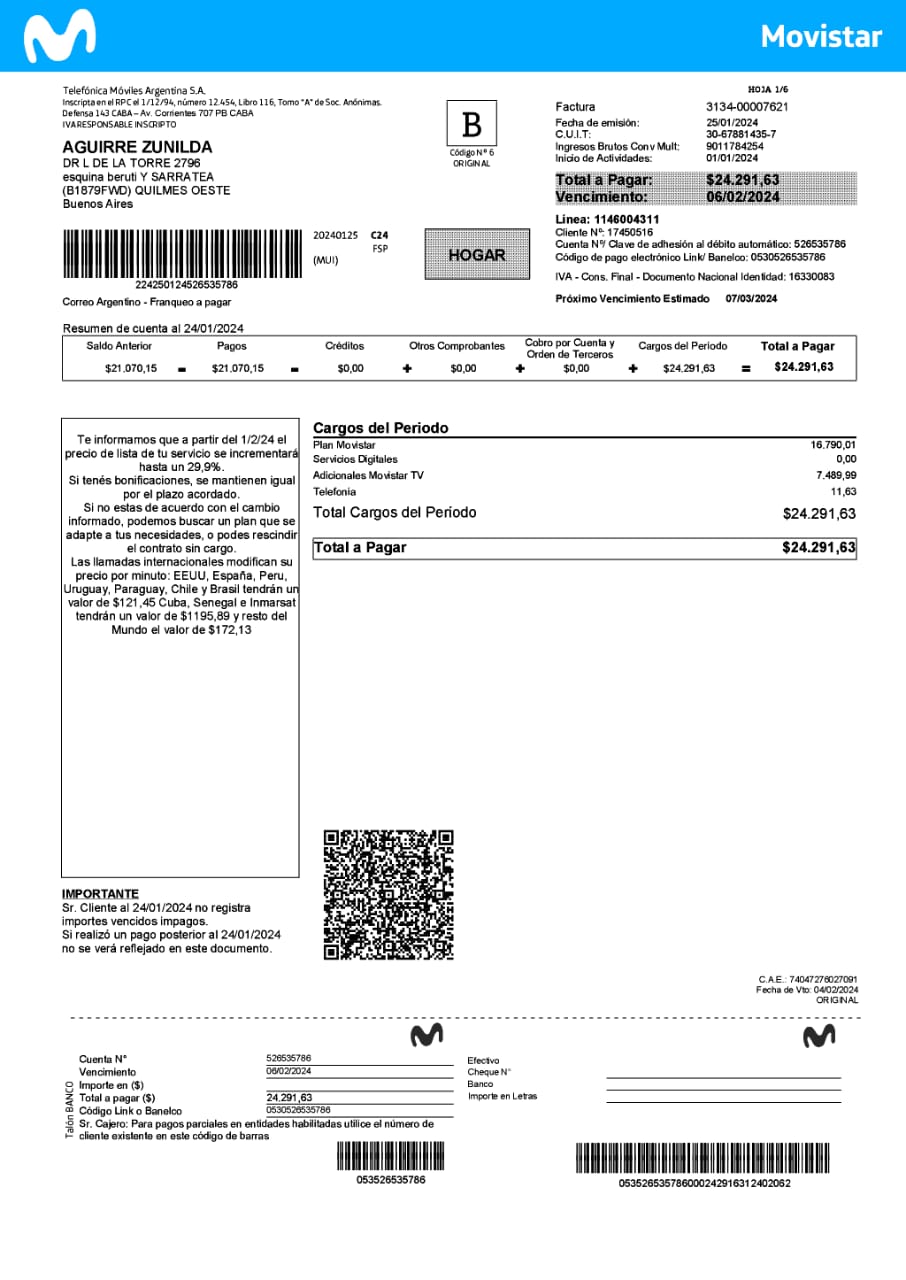 Movistar
HOJA 1/6
Telefónica Móviles Argentina S.A.
Inscripta en el RPC el 1/12/94, número 12.454, Libro 116, Tomo "A" de Soc. Anónimas.
Defensa 143 CABA – Av. Corrientes 707 PB CABA
IVA RESPONSABLE INSCRIPTO
AGUIRRE ZUNILDA
DR L DE LA TORRE 2796
esquina beruti Y SARRATEA
(B1879FWD) QUILMES OESTE
Buenos Aires
B
Código N° 6
ORIGINAL
Factura 3134-00007621
Fecha de emisión: 25/01/2024
C.U.I.T: 30-67881435-7
Ingresos Brutos Conv Mult: 9011784254
Inicio de Actividades: 01/01/2024
Total a Pagar: $24.291,63
Vencimiento: 06/02/2024
Linea: 1146004311
Cliente Nº: 17450516
Cuenta Nº/ Clave de adhesión al débito automático: 526535786
Código de pago electrónico Link/ Banelco: 0530526535786
IVA - Cons. Final - Documento Nacional Identidad: 16330083
Próximo Vencimiento Estimado 07/03/2024
20240125 C24
FSP
(MUI)
HOGAR
224250124526535786
Correo Argentino - Franqueo a pagar
Resumen de cuenta al 24/01/2024
Saldo Anterior Pagos Créditos Otros Comprobantes Cobro por Cuenta y Orden de Terceros Cargos del Periodo Total a Pagar
$21.070,15 - $21.070,15 - $0,00 + $0,00 + $0,00 + $24.291,63 = $24.291,63
Te informamos que a partir del 1/2/24 el
precio de lista de tu servicio se incrementará
hasta un 29,9%.
Si tenés bonificaciones, se mantienen igual
por el plazo acordado.
Si no estas de acuerdo con el cambio
informado, podemos buscar un plan que se
adapte a tus necesidades, o podes rescindir
el contrato sin cargo.
Las llamadas internacionales modifican su
precio por minuto: EEUU, España, Peru,
Uruguay, Paraguay, Chile y Brasil tendrán un
valor de $121,45 Cuba, Senegal e Inmarsat
tendrán un valor de $1195,89 y resto del
Mundo el valor de $172,13
Cargos del Periodo
Plan Movistar 16.790,01
Servicios Digitales 0,00
Adicionales Movistar TV 7.489,99
Telefonia 11,63
Total Cargos del Periodo $24.291,63
Total a Pagar $24.291,63
IMPORTANTE
Sr. Cliente al 24/01/2024 no registra
importes vencidos impagos.
Si realizó un pago posterior al 24/01/2024
no se verá reflejado en este documento.
C.A.E.: 74047276027091
Fecha de Vto: 04/02/2024
ORIGINAL
Talón BANCO
Cuenta N° 526535786
Vencimiento 06/02/2024
Importe en ($)
Total a pagar ($) 24.291,63
Código Link o Banelco 0530526535786
Sr. Cajero: Para pagos parciales en entidades habilitadas utilice el número de
cliente existente en este código de barras
053526535786
Efectivo
Cheque N°
Banco
Importe en Letras
0535265357860002429163124020​62